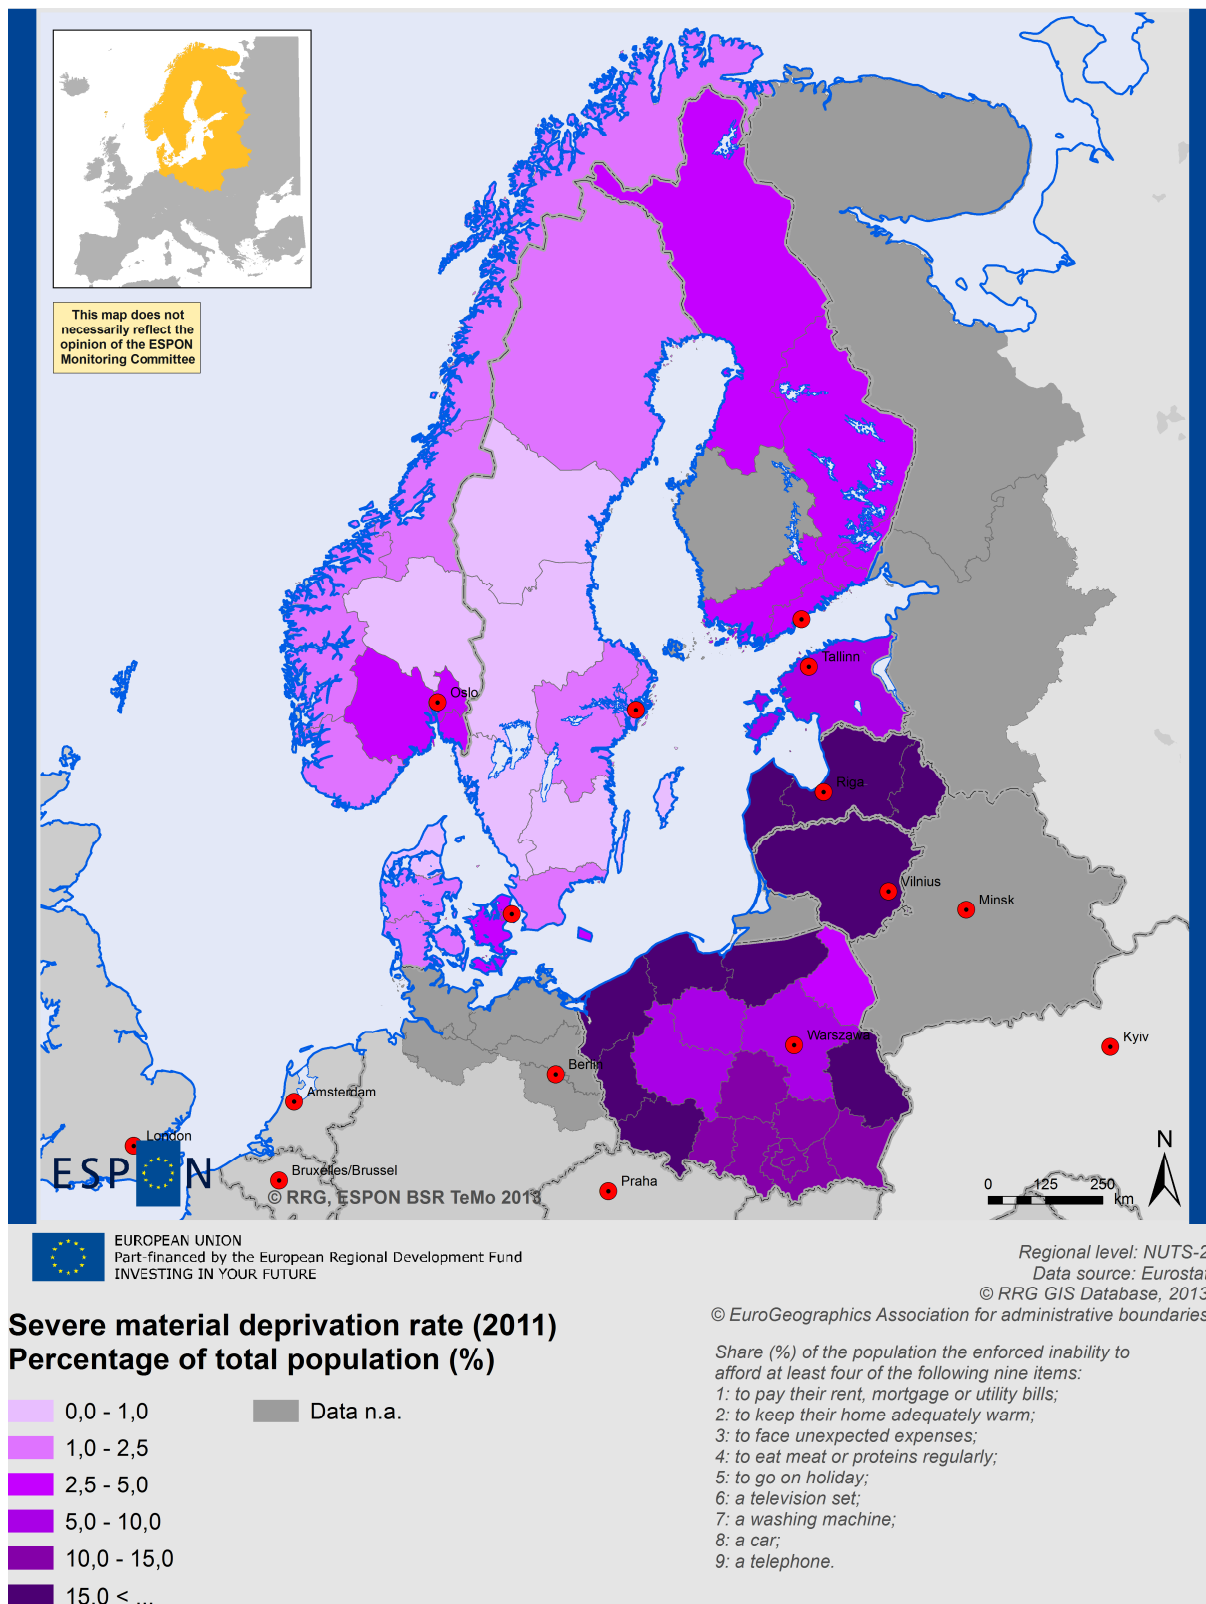 This map does not
necessarily reflect the
opinion of the ESPON
Monitoring Committee
Oslo
Tallinn
Riga
Vilnius
Minsk
Warszawa
Kyiv
Berlin
Amsterdam
London
Bruxelles/Brussel
Praha
ESPON
© RRG, ESPON BSR TeMo 2013
N
0 125 250
km
EUROPEAN UNION
Part-financed by the European Regional Development Fund
INVESTING IN YOUR FUTURE
Regional level: NUTS-2
Data source: Eurostat
© RRG GIS Database, 2013
© EuroGeographics Association for administrative boundaries
Severe material deprivation rate (2011)
Percentage of total population (%)
0,0 - 1,0
1,0 - 2,5
2,5 - 5,0
5,0 - 10,0
10,0 - 15,0
15,0 < ...
Data n.a.
Share (%) of the population the enforced inability to
afford at least four of the following nine items:
1: to pay their rent, mortgage or utility bills;
2: to keep their home adequately warm;
3: to face unexpected expenses;
4: to eat meat or proteins regularly;
5: to go on holiday;
6: a television set;
7: a washing machine;
8: a car;
9: a telephone.